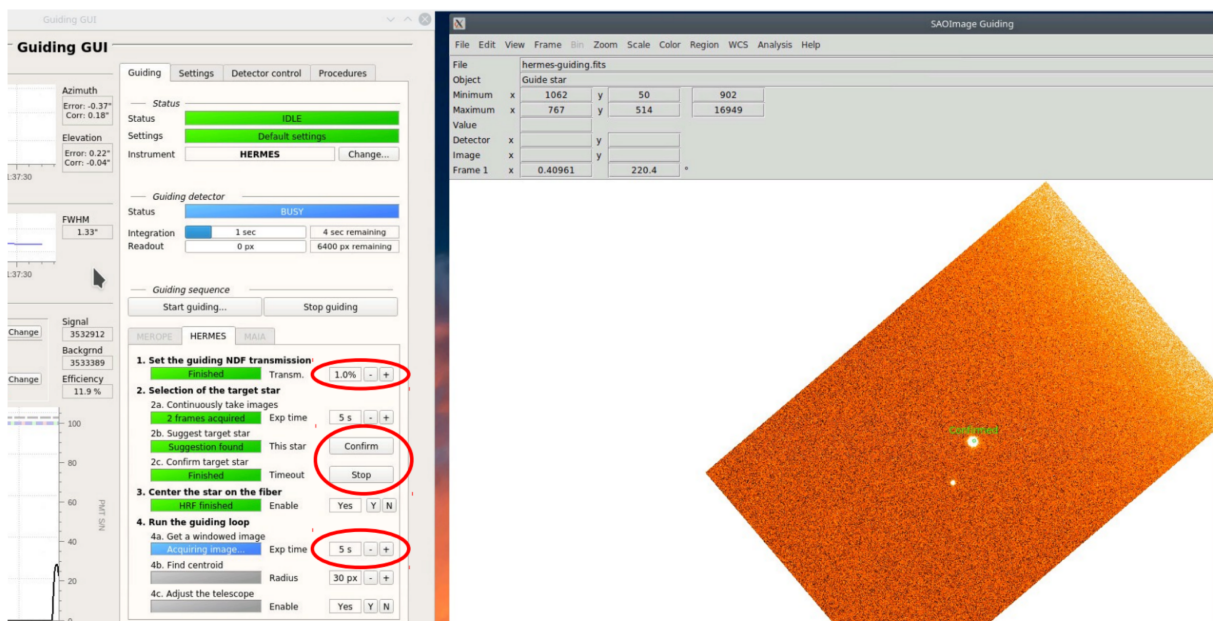 Guiding GUI
Guiding GUI
Azimuth
Error: -0.37"
Corr: 0.18"
Elevation
Error: 0.22"
Corr: -0.04"
1:37:30
FWHM
1.33"
1:37:30
Change
Change
Signal
3532912
Backgrnd
3533389
Efficiency
11.9 %
100
80
60
40
20
0
PMT S/N
Guiding Settings Detector control Procedures
Status
Status IDLE
Settings Default settings
Instrument HERMES Change...
Guiding detector
Status BUSY
Integration 1 sec 4 sec remaining
Readout 0 px 6400 px remaining
Guiding sequence
Start guiding... Stop guiding
MEROPE HERMES MAIA
1. Set the guiding NDF transmission
Finished Transm. 1.0% - +
2. Selection of the target star
2a. Continuously take images
2 frames acquired Exp time 5 s - +
2b. Suggest target star
Suggestion found This star Confirm
2c. Confirm target star
Finished Timeout Stop
3. Center the star on the fiber
HRF finished Enable Yes Y N
4. Run the guiding loop
4a. Get a windowed image
Acquiring image... Exp time 5 s - +
4b. Find centroid
Radius 30 px - +
4c. Adjust the telescope
Enable Yes Y N
X
SAOImage Guiding
File Edit View Frame Bin Zoom Scale Color Region WCS Analysis Help
File hermes-guiding.fits
Object Guide star
Minimum x 1062 y 50 902
Maximum x 767 y 514 16949
Value
Detector x y
Image x y
Frame 1 x 0.40961 220.4 °
Confirmed